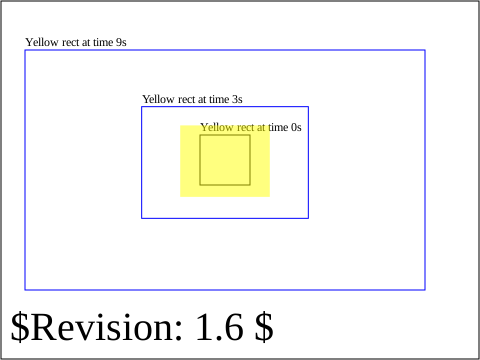 Yellow rect at time 9s
Yellow rect at time 3s
Yellow rect at time 0s
$Revision: 1.6 $